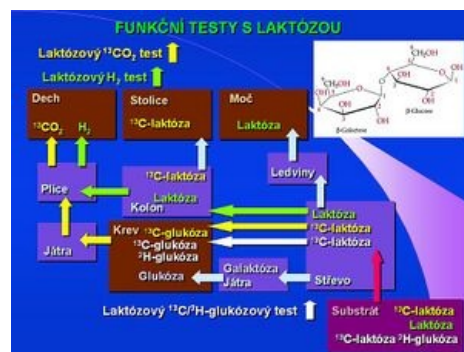 FUNKČNÍ TESTY S LAKTÓZOU
Laktózový ¹³CO₂ test
Laktózový H₂ test
Dech
¹³CO₂ H₂
Stolice
¹³C-laktóza
Moč
Laktóza
β-Galactose
β-Glucose
Plice
¹³C-laktóza
Laktóza
Kolon
Ledviny
Játra
Krev ¹³C-glukóza
¹³C-glukóza
²H-glukóza
Glukóza
Galaktóza
Játra
Laktóza
¹³C-laktóza
¹³C-laktóza
Střevo
Laktózový ¹³C/²H-glukózový test
Substrát ¹³C-laktóza
Laktóza
¹³C-laktóza ²H-glukóza